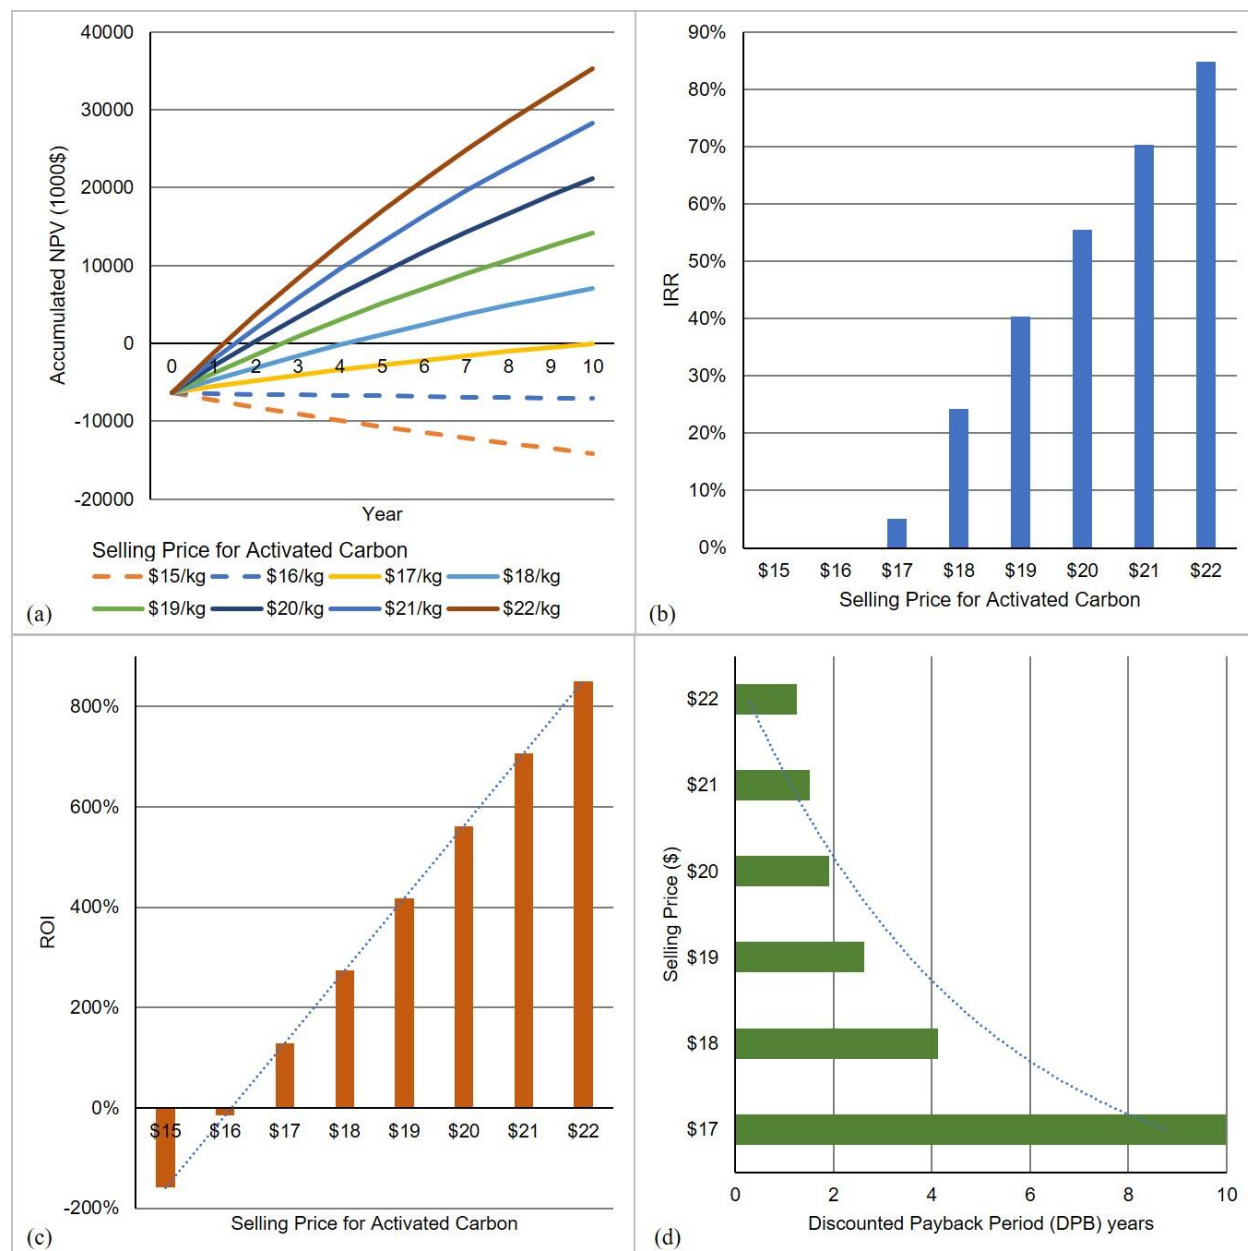 40000
30000
20000
10000
0
-10000
-20000
Accumulated NPV (1000$)
0 1 2 3 4 5 6 7 8 9 10
Year
Selling Price for Activated Carbon
$15/kg $16/kg $17/kg $18/kg
$19/kg $20/kg $21/kg $22/kg
(a)
90%
80%
70%
60%
50%
40%
30%
20%
10%
0%
IRR
$15 $16 $17 $18 $19 $20 $21 $22
Selling Price for Activated Carbon
(b)
800%
600%
400%
200%
0%
-200%
ROI
$15 $16 $17 $18 $19 $20 $21 $22
Selling Price for Activated Carbon
(c)
$22
$21
$20
$19
$18
$17
Selling Price ($)
0 2 4 6 8 10
Discounted Payback Period (DPB) years
(d)